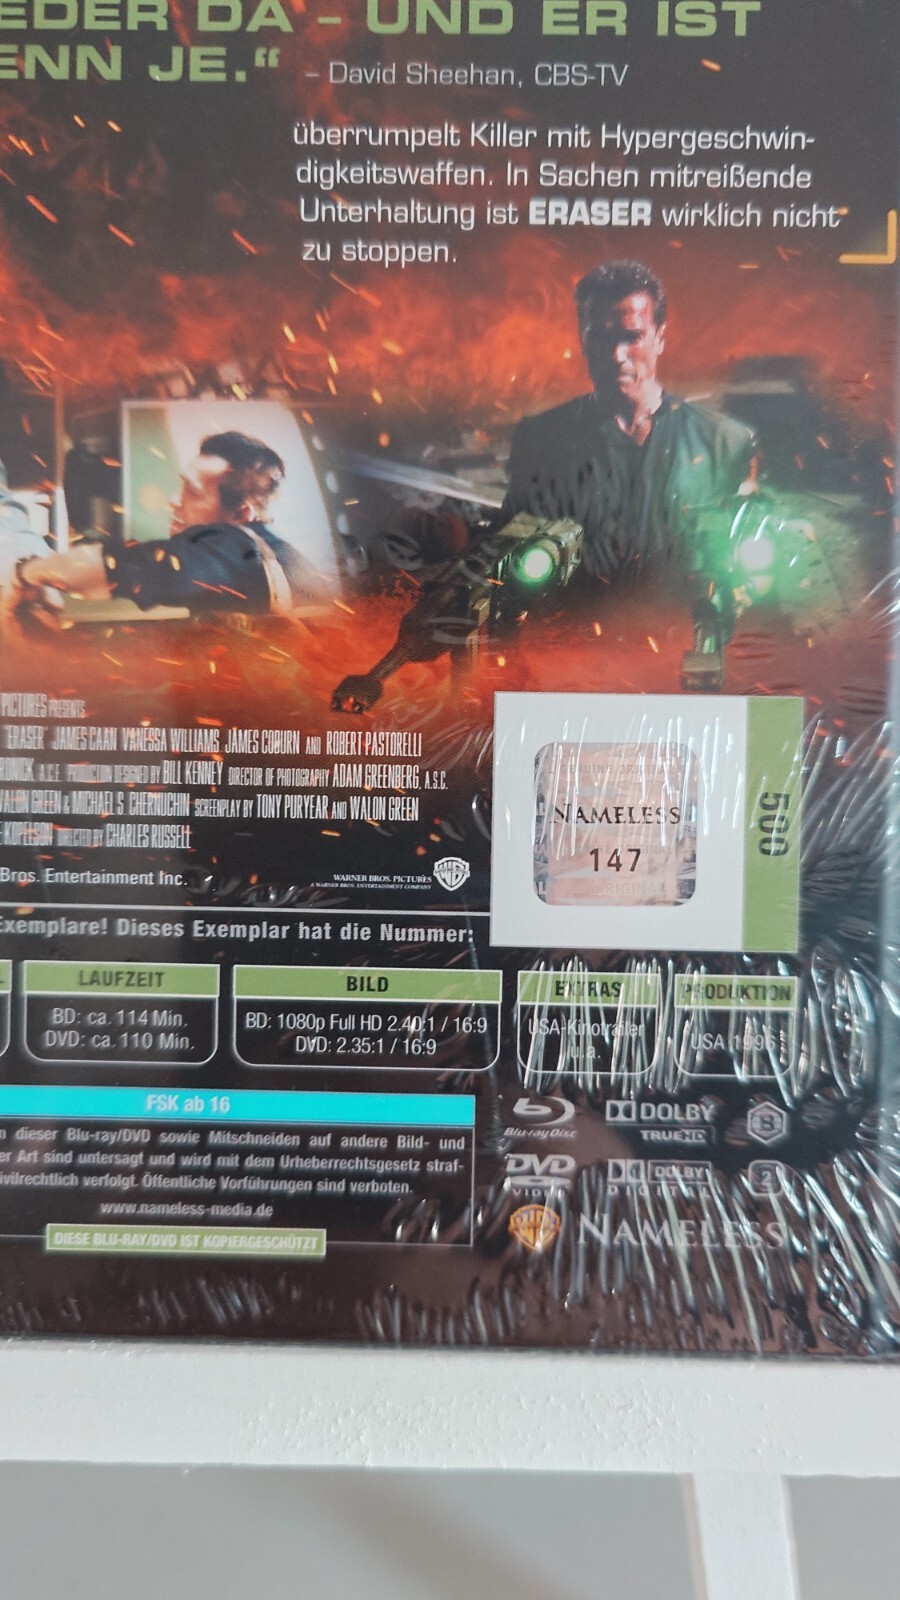 EDER DA – UND ER IST
ENN JE.“ – David Sheehan, CBS-TV
überrumpelt Killer mit Hypergeschwin-
digkeitswaffen. In Sachen mitreißende
Unterhaltung ist ERASER wirklich nicht
zu stoppen.
PICTURES PRESENTS
"ERASER" JAMES CAAN VANESSA WILLIAMS JAMES COBURN AND ROBERT PASTORELLI
A.C.E. PRODUCTION DESIGNED BY BILL KENNEY DIRECTOR OF PHOTOGRAPHY ADAM GREENBERG, A.S.C.
WALON GREEN & MICHAEL S. CHERNUCHIN SCREENPLAY BY TONY PURYEAR AND WALON GREEN
KOPELSON DIRECTED BY CHARLES RUSSELL
Bros. Entertainment Inc.
WARNER BROS. PICTURES
A WARNER BROS. ENTERTAINMENT COMPANY
NAMELESS
147
ORIGINAL
500
Exemplare! Dieses Exemplar hat die Nummer:
LAUFZEIT
BD: ca. 114 Min.
DVD: ca. 110 Min.
BILD
BD: 1080p Full HD 2.40:1 / 16:9
DVD: 2.35:1 / 16:9
EXTRAS
USA-Kinotrailer
u.a.
PRODUKTION
USA 1996
FSK ab 16
n dieser Blu-ray/DVD sowie Mitschneiden auf andere Bild- und
er Art sind untersagt und wird mit dem Urheberrechtsgesetz straf-
ivilrechtlich verfolgt. Öffentliche Vorführungen sind verboten.
www.nameless-media.de
DIESE BLU-RAY/DVD IST KOPIERGESCHÜTZT
Blu-ray Disc
DOLBY
TRUEHD
B
DVD
VIDEO
DOLBY
DIGITAL
2
NAMELESS